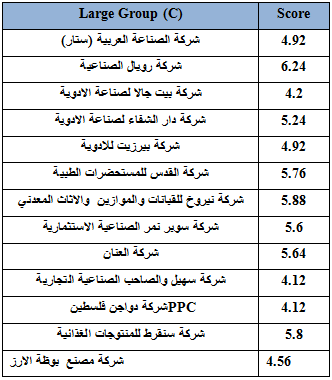 Large Group (C) Score
شركة الصناعة العربية (ستار) 4.92
شركة رويال الصناعية 6.24
شركة بيت جالا لصناعة الادوية 4.2
شركة دار الشفاء لصناعة الادوية 5.24
شركة بيرزيت للادوية 4.92
شركة القدس للمستحضرات الطبية 5.76
شركة نيروخ للقبانات والموازين والاثاث المعدني 5.88
شركة سوبر نمر الصناعية الاستثمارية 5.6
شركة العنان 5.64
شركة سهيل والصاحب الصناعية التجارية 4.12
PPCشركة دواجن فلسطين 4.12
شركة سنقرط للمنتوجات الغذائية 5.8
شركة مصنع بوظة الارز 4.56